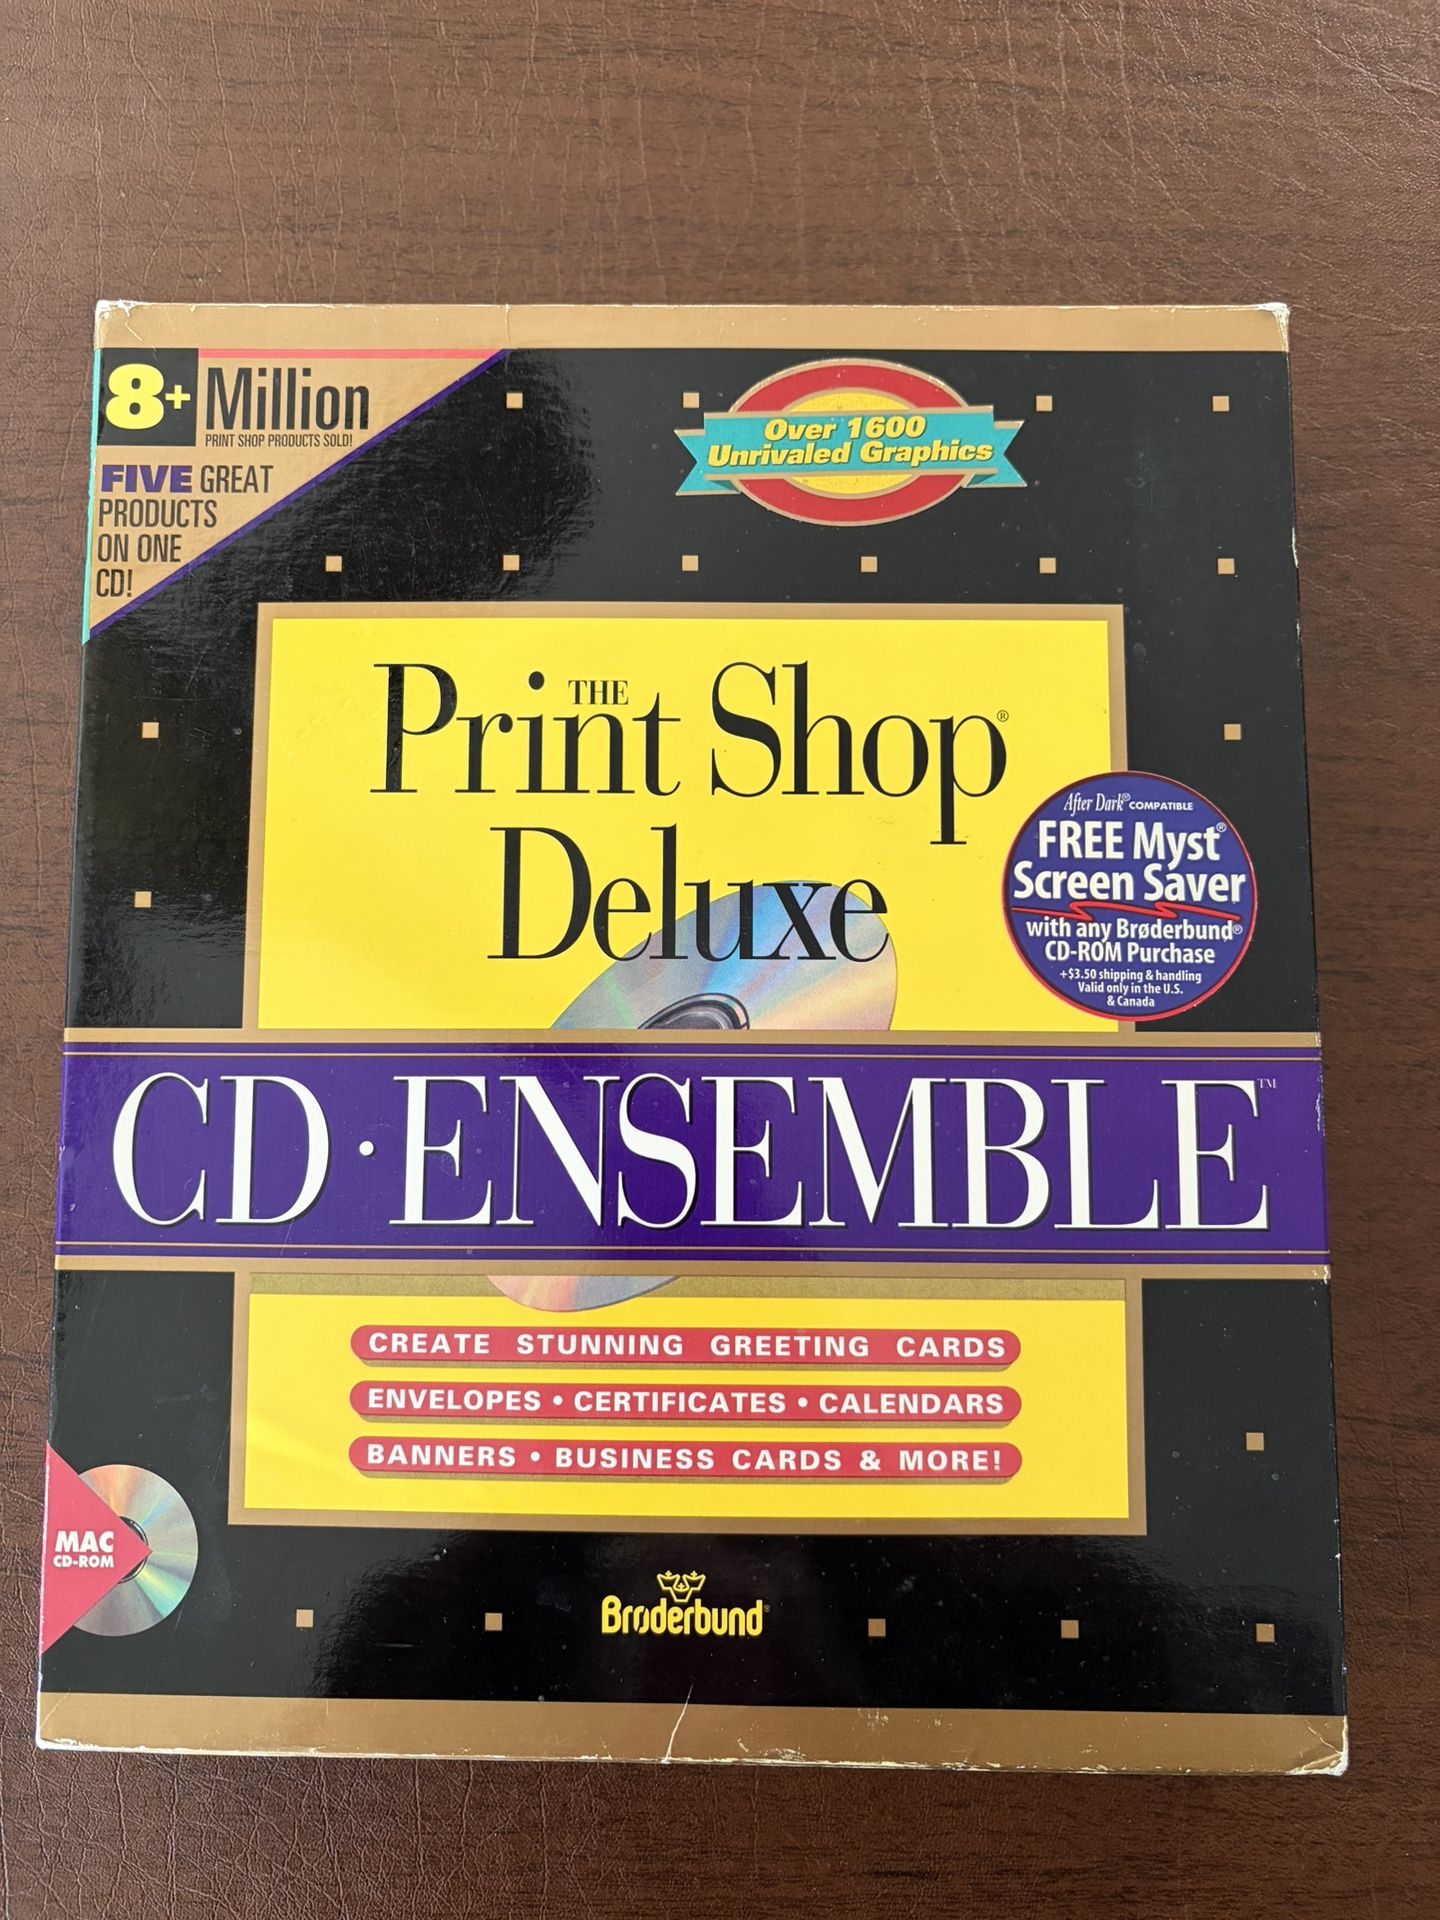 8+ Million
PRINT SHOP PRODUCTS SOLD!
FIVE GREAT
PRODUCTS
ON ONE
CD!
Over 1600
Unrivaled Graphics
THE
Print Shop®
Deluxe
After Dark® COMPATIBLE
FREE Myst®
Screen Saver
with any Brøderbund®
CD-ROM Purchase
+$3.50 shipping & handling
Valid only in the U.S.
& Canada
CD·ENSEMBLE™
CREATE STUNNING GREETING CARDS
ENVELOPES • CERTIFICATES • CALENDARS
BANNERS • BUSINESS CARDS & MORE!
MAC
CD-ROM
Brøderbund®